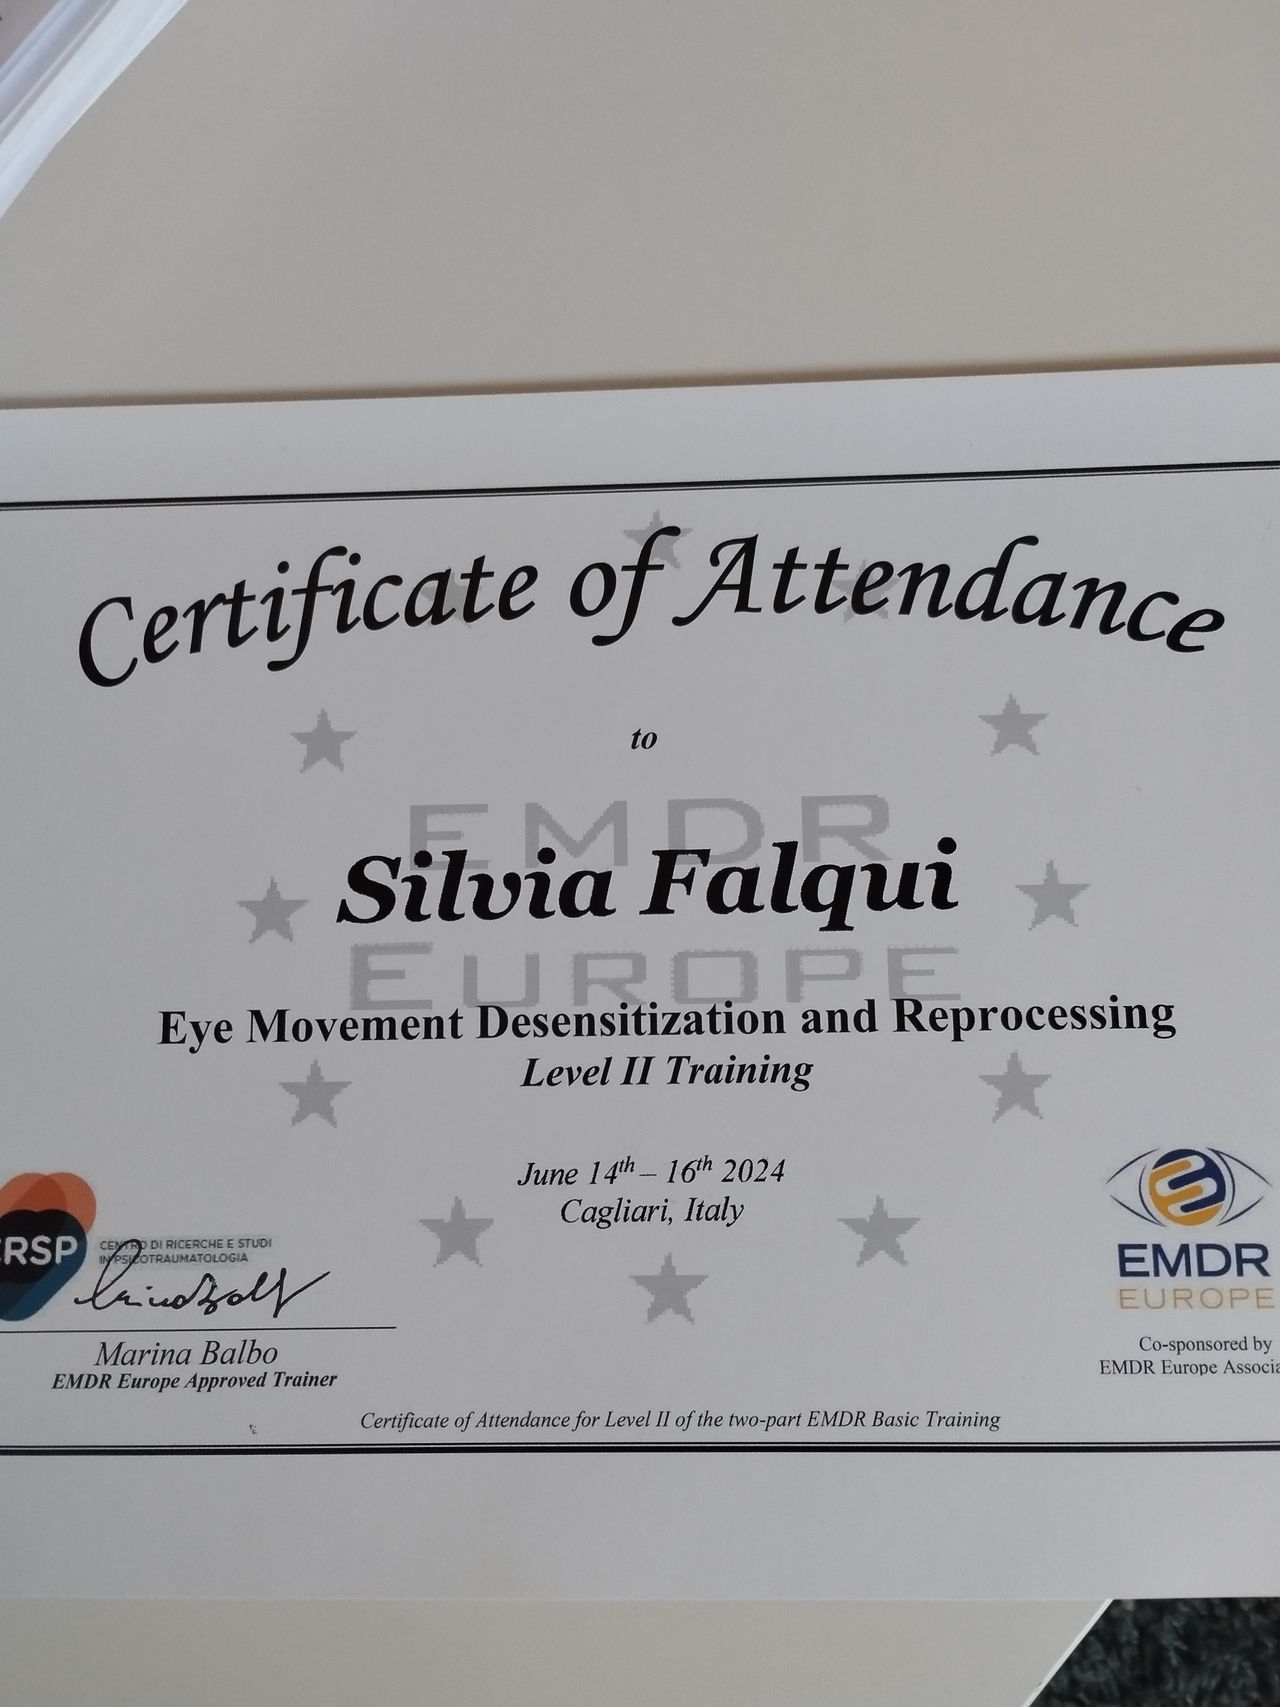 Certificate of Attendance
to
EMDR
Silvia Falqui
EUROPE
Eye Movement Desensitization and Reprocessing
Level II Training
June 14th – 16th 2024
Cagliari, Italy
CRSP
CENTRO DI RICERCHE E STUDI
IN PSICOTRAUMATOLOGIA
Marina Balbo
EMDR Europe Approved Trainer
EMDR
EUROPE
Co-sponsored by
EMDR Europe Associa
Certificate of Attendance for Level II of the two-part EMDR Basic Training